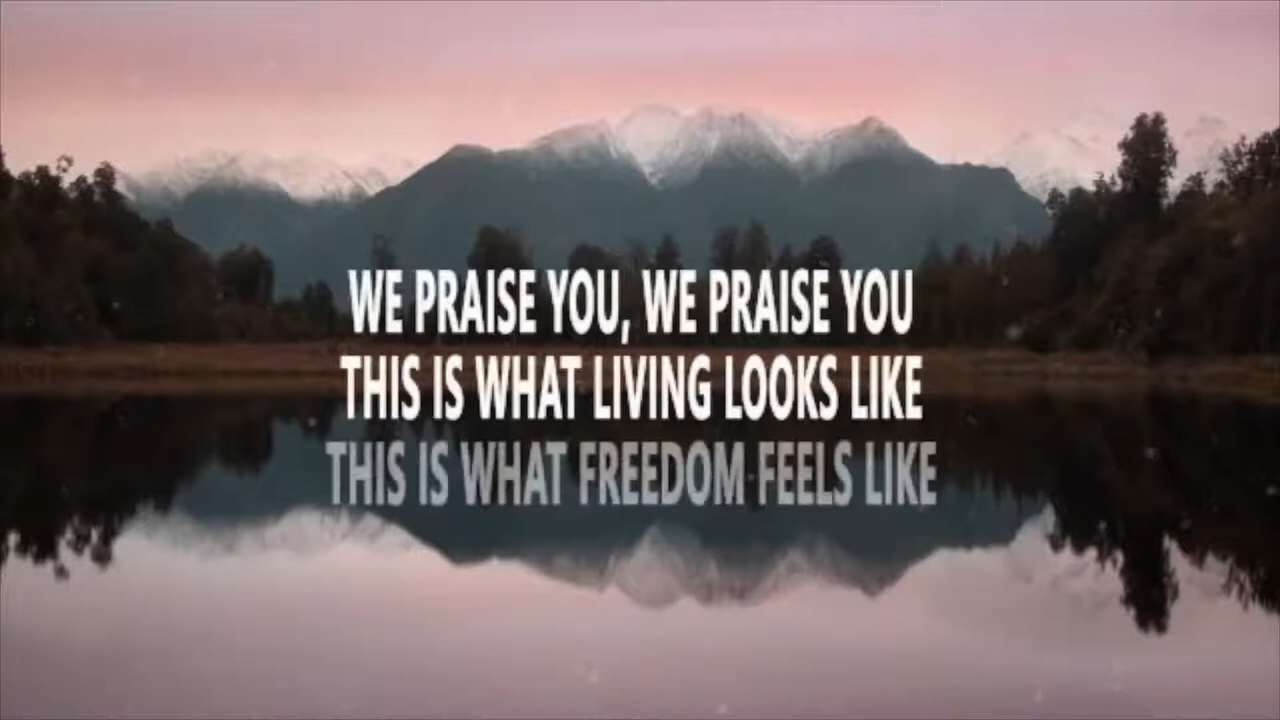 WE PRAISE YOU, WE PRAISE YOU
THIS IS WHAT LIVING LOOKS LIKE
THIS IS WHAT FREEDOM FEELS LIKE